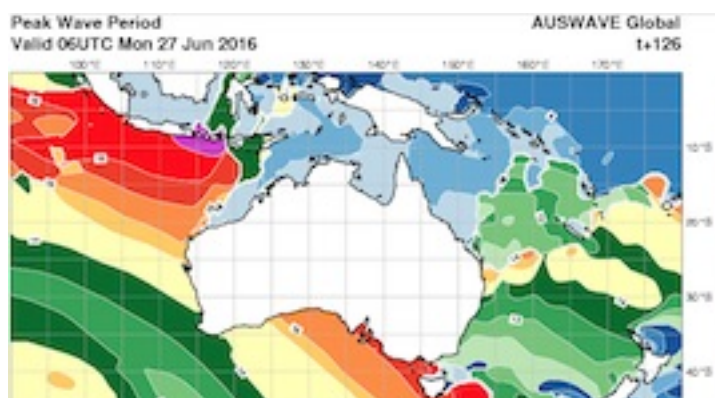 Peak Wave Period
AUSWAVE Global
Valid 06UTC Mon 27 Jun 2016
t+126
100°E 110°E 120°E 130°E 140°E 150°E 160°E 170°E
10°S
20°S
30°S
40°S